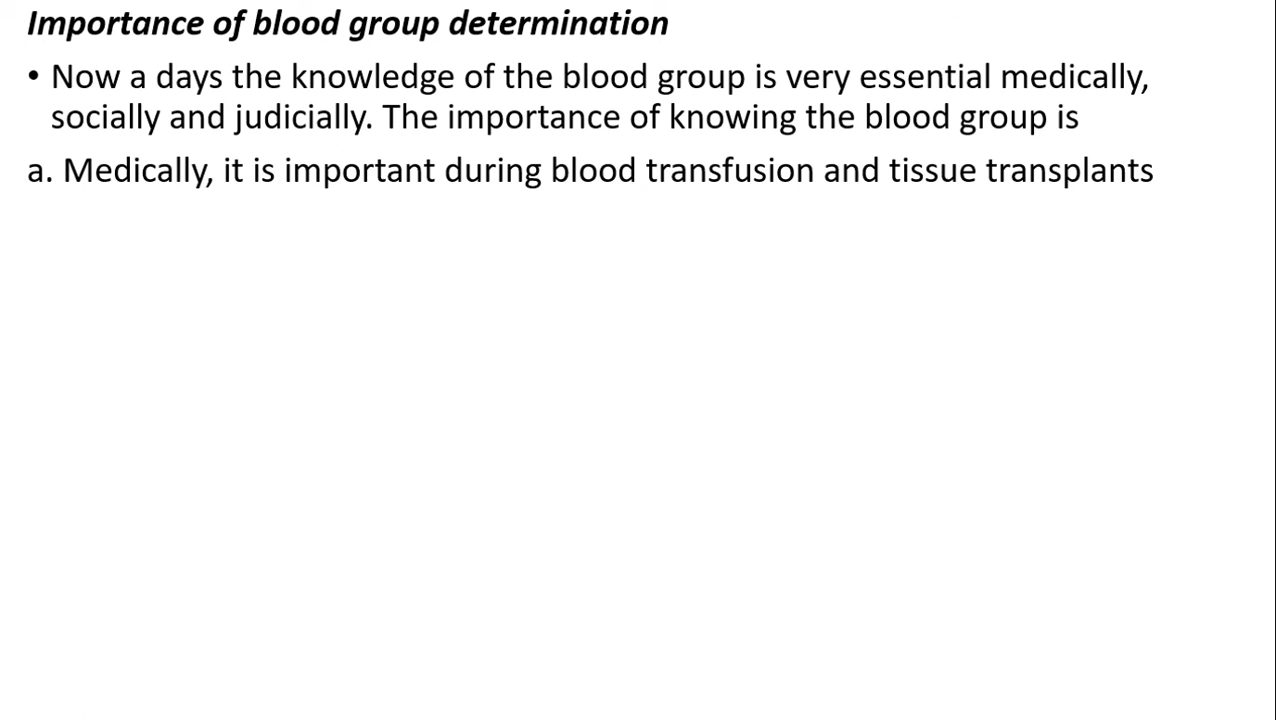 Importance of blood group determination
• Now a days the knowledge of the blood group is very essential medically,
socially and judicially. The importance of knowing the blood group is
a. Medically, it is important during blood transfusion and tissue transplants